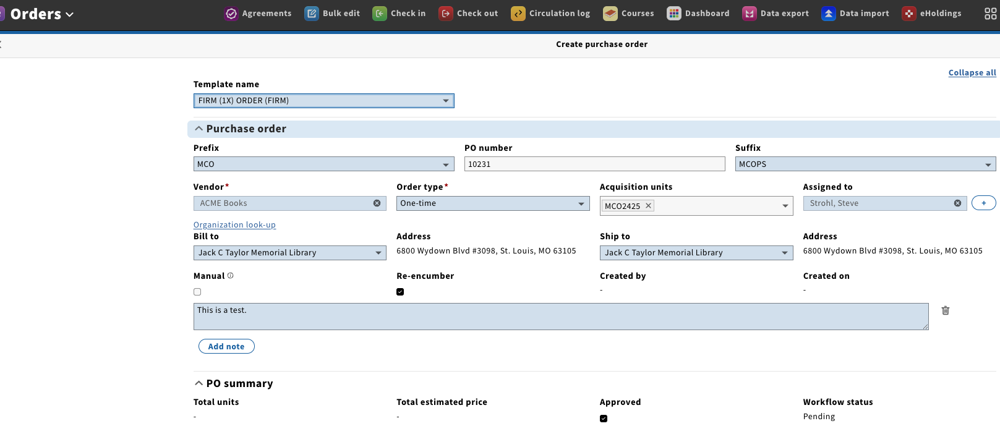 Orders Agreements Bulk edit Check in Check out Circulation log Courses Dashboard Data export Data import eHoldings
Create purchase order
Collapse all
Template name
FIRM (1X) ORDER (FIRM)
Purchase order
Prefix PO number Suffix
MCO 10231 MCOPS
Vendor* Order type* Acquisition units Assigned to
ACME Books One-time MCO2425 Strohl, Steve +
Organization look-up
Bill to Address Ship to Address
Jack C Taylor Memorial Library 6800 Wydown Blvd #3098, St. Louis, MO 63105 Jack C Taylor Memorial Library 6800 Wydown Blvd #3098, St. Louis, MO 63105
Manual Re-encumber Created by Created on
- -
This is a test.
Add note
PO summary
Total units Total estimated price Approved Workflow status
- - Pending